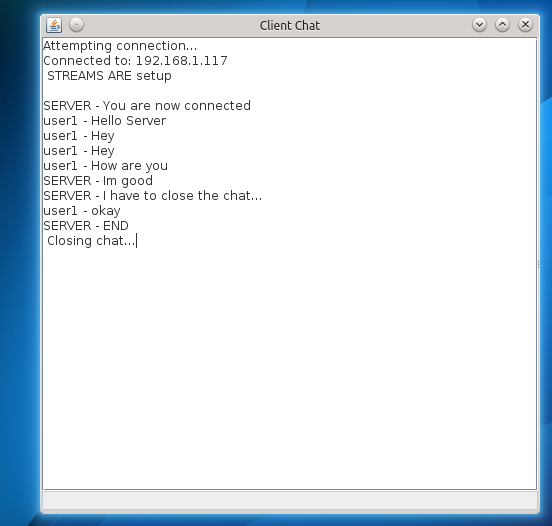 Client Chat
Attempting connection...
Connected to: 192.168.1.117
STREAMS ARE setup
SERVER - You are now connected
user1 - Hello Server
user1 - Hey
user1 - Hey
user1 - How are you
SERVER - Im good
SERVER - I have to close the chat...
user1 - okay
SERVER - END
Closing chat...